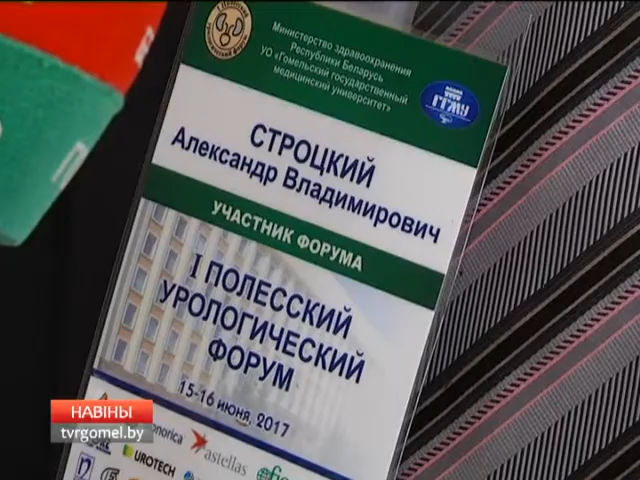 Министерство здравоохранения
Республики Беларусь
УО «Гомельский государственный
медицинский университет»
ГГМУ
СТРОЦКИЙ
Александр Владимирович
УЧАСТНИК ФОРУМА
I ПОЛЕССКИЙ
УРОЛОГИЧЕСКИЙ
ФОРУМ
15-16 июня, 2017
НАВІНЫ
tvrgomel.by
astellas
UROTECH